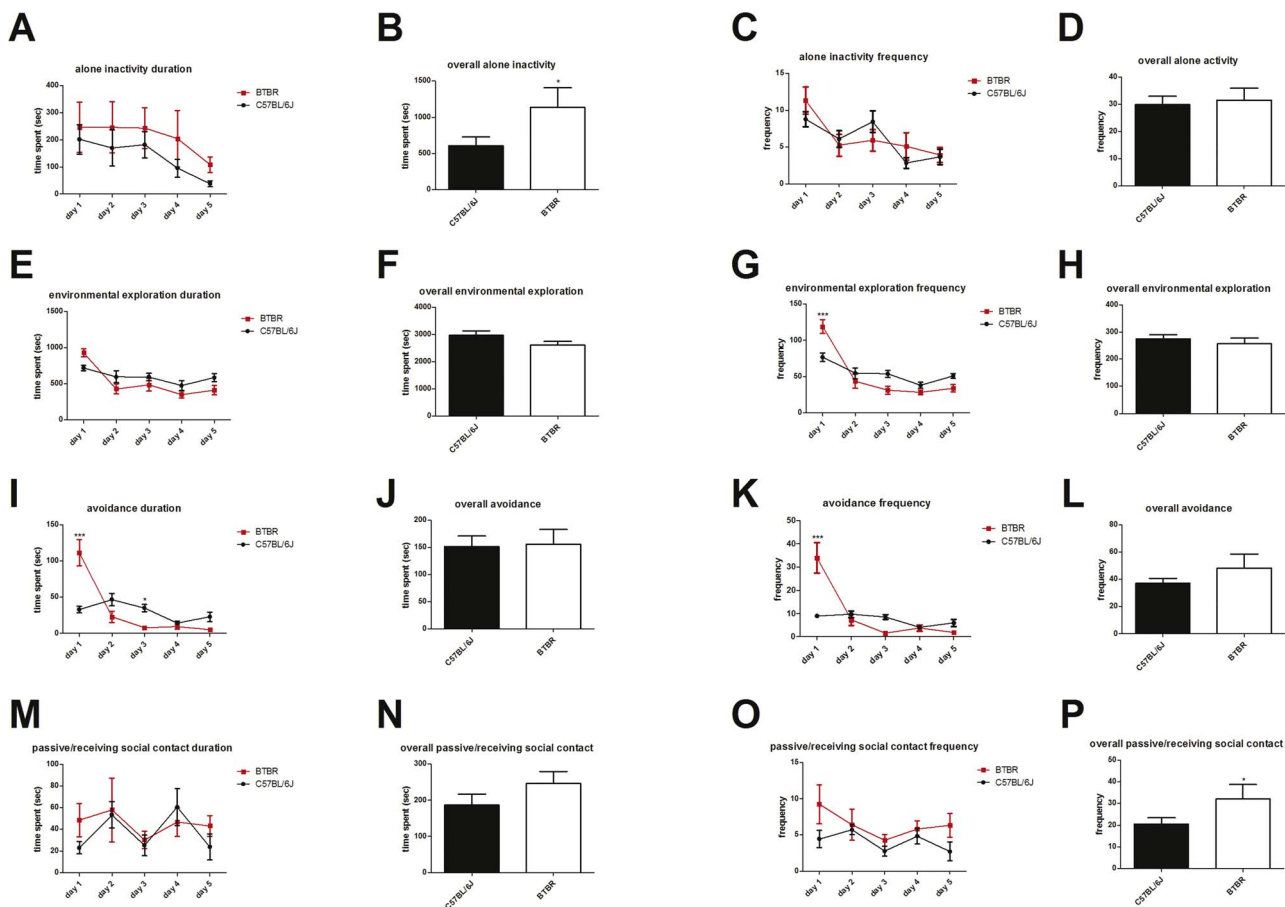 A
alone inactivity duration
time spent (sec)
400
300
200
100
0
day 1
day 2
day 3
day 4
day 5
BTBR
C57BL/6J
B
overall alone inactivity
time spent (sec)
1500
1000
500
0
*
C57BL/6J
BTBR
C
alone inactivity frequency
frequency
15
10
5
0
day 1
day 2
day 3
day 4
day 5
BTBR
C57BL/6J
D
overall alone activity
frequency
40
30
20
10
0
C57BL/6J
BTBR
E
environmental exploration duration
time spent (sec)
1500
1000
500
0
day 1
day 2
day 3
day 4
day 5
BTBR
C57BL/6J
F
overall environmental exploration
time spent (sec)
4000
3000
2000
1000
0
C57BL/6J
BTBR
G
environmental exploration frequency
frequency
150
100
50
0
***
day 1
day 2
day 3
day 4
day 5
BTBR
C57BL/6J
H
overall environmental exploration
frequency
400
300
200
100
0
C57BL/6J
BTBR
I
avoidance duration
time spent (sec)
150
100
50
0
***
*
day 1
day 2
day 3
day 4
day 5
BTBR
C57BL/6J
J
overall avoidance
time spent (sec)
200
150
100
50
0
C57BL/6J
BTBR
K
avoidance frequency
frequency
50
40
30
20
10
0
***
day 1
day 2
day 3
day 4
day 5
BTBR
C57BL/6J
L
overall avoidance
frequency
80
60
40
20
0
C57BL/6J
BTBR
M
passive/receiving social contact duration
time spent (sec)
100
80
60
40
20
0
day 1
day 2
day 3
day 4
day 5
BTBR
C57BL/6J
N
overall passive/receiving social contact
time spent (sec)
300
200
100
0
C57BL/6J
BTBR
O
passive/receiving social contact frequency
frequency
15
10
5
0
day 1
day 2
day 3
day 4
day 5
BTBR
C57BL/6J
P
overall passive/receiving social contact
frequency
50
40
30
20
10
0
*
C57BL/6J
BTBR